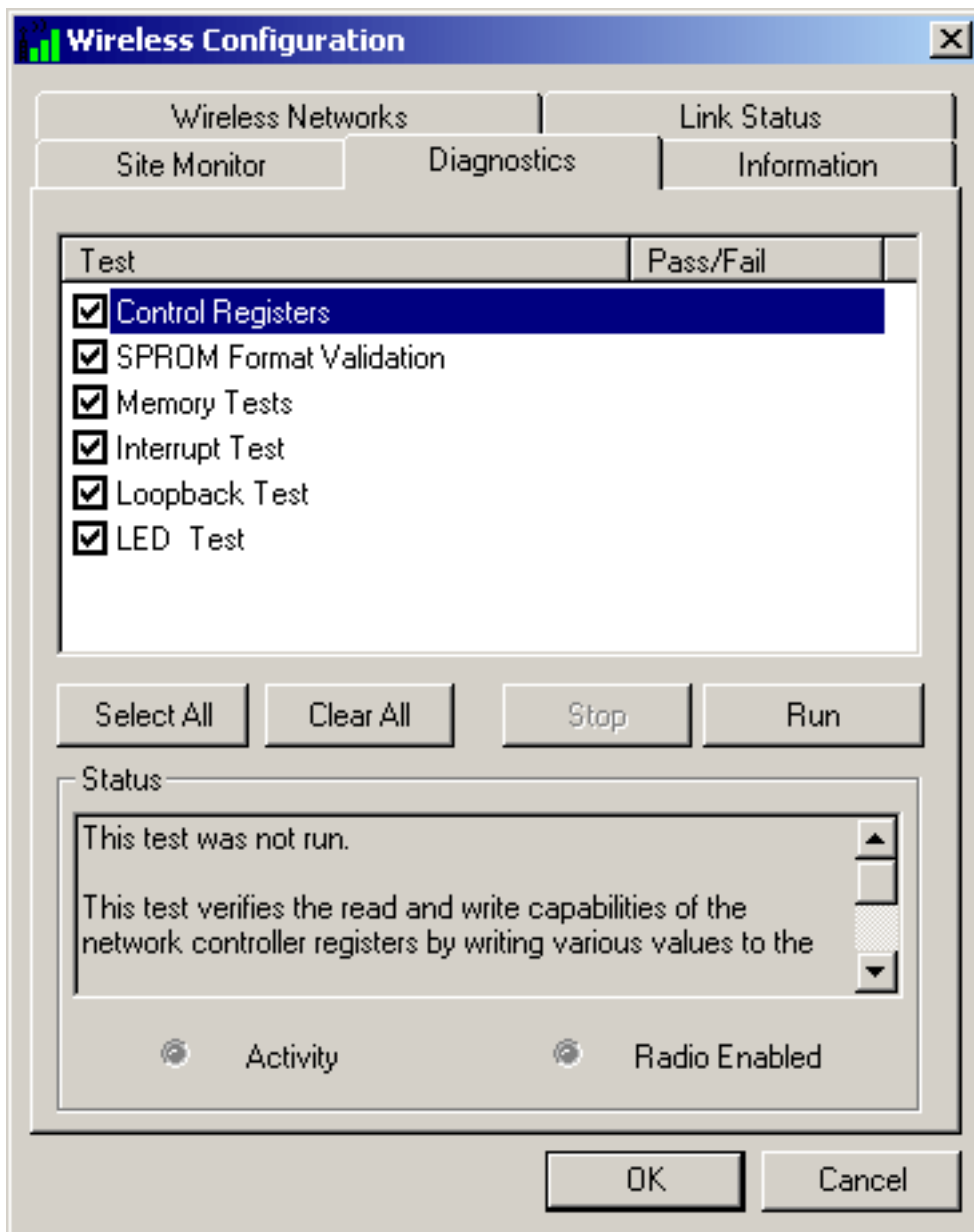 Wireless Configuration
Wireless Networks Link Status
Site Monitor Diagnostics Information
Test Pass/Fail
Control Registers
SPROM Format Validation
Memory Tests
Interrupt Test
Loopback Test
LED Test
Select All Clear All Stop Run
Status
This test was not run.
This test verifies the read and write capabilities of the
network controller registers by writing various values to the
Activity Radio Enabled
OK Cancel